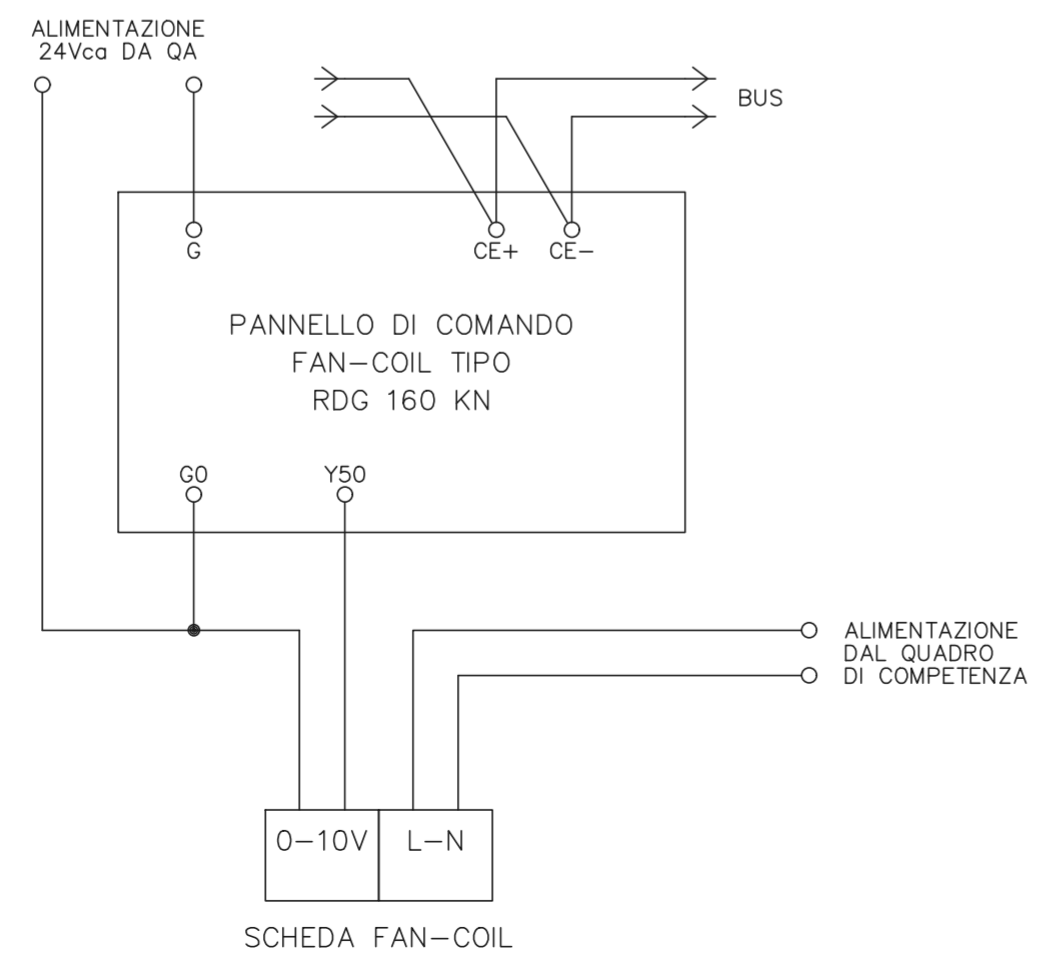 ALIMENTAZIONE
24Vca DA QA
BUS
G
CE+
CE-
PANNELLO DI COMANDO
FAN-COIL TIPO
RDG 160 KN
G0
Y50
ALIMENTAZIONE
DAL QUADRO
DI COMPETENZA
0-10V
L-N
SCHEDA FAN-COIL